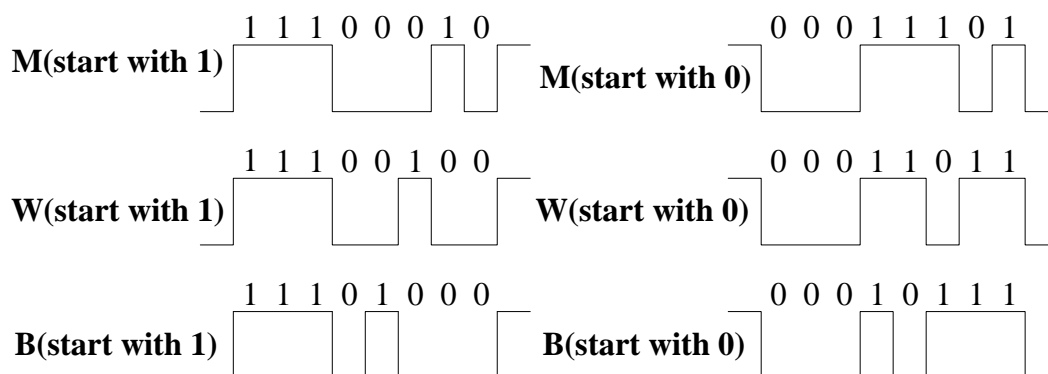 1 1 1 0 0 0 1 0 0 0 0 1 1 1 0 1
M(start with 1) M(start with 0)
1 1 1 0 0 1 0 0 0 0 0 1 1 0 1 1
W(start with 1) W(start with 0)
1 1 1 0 1 0 0 0 0 0 0 1 0 1 1 1
B(start with 1) B(start with 0)